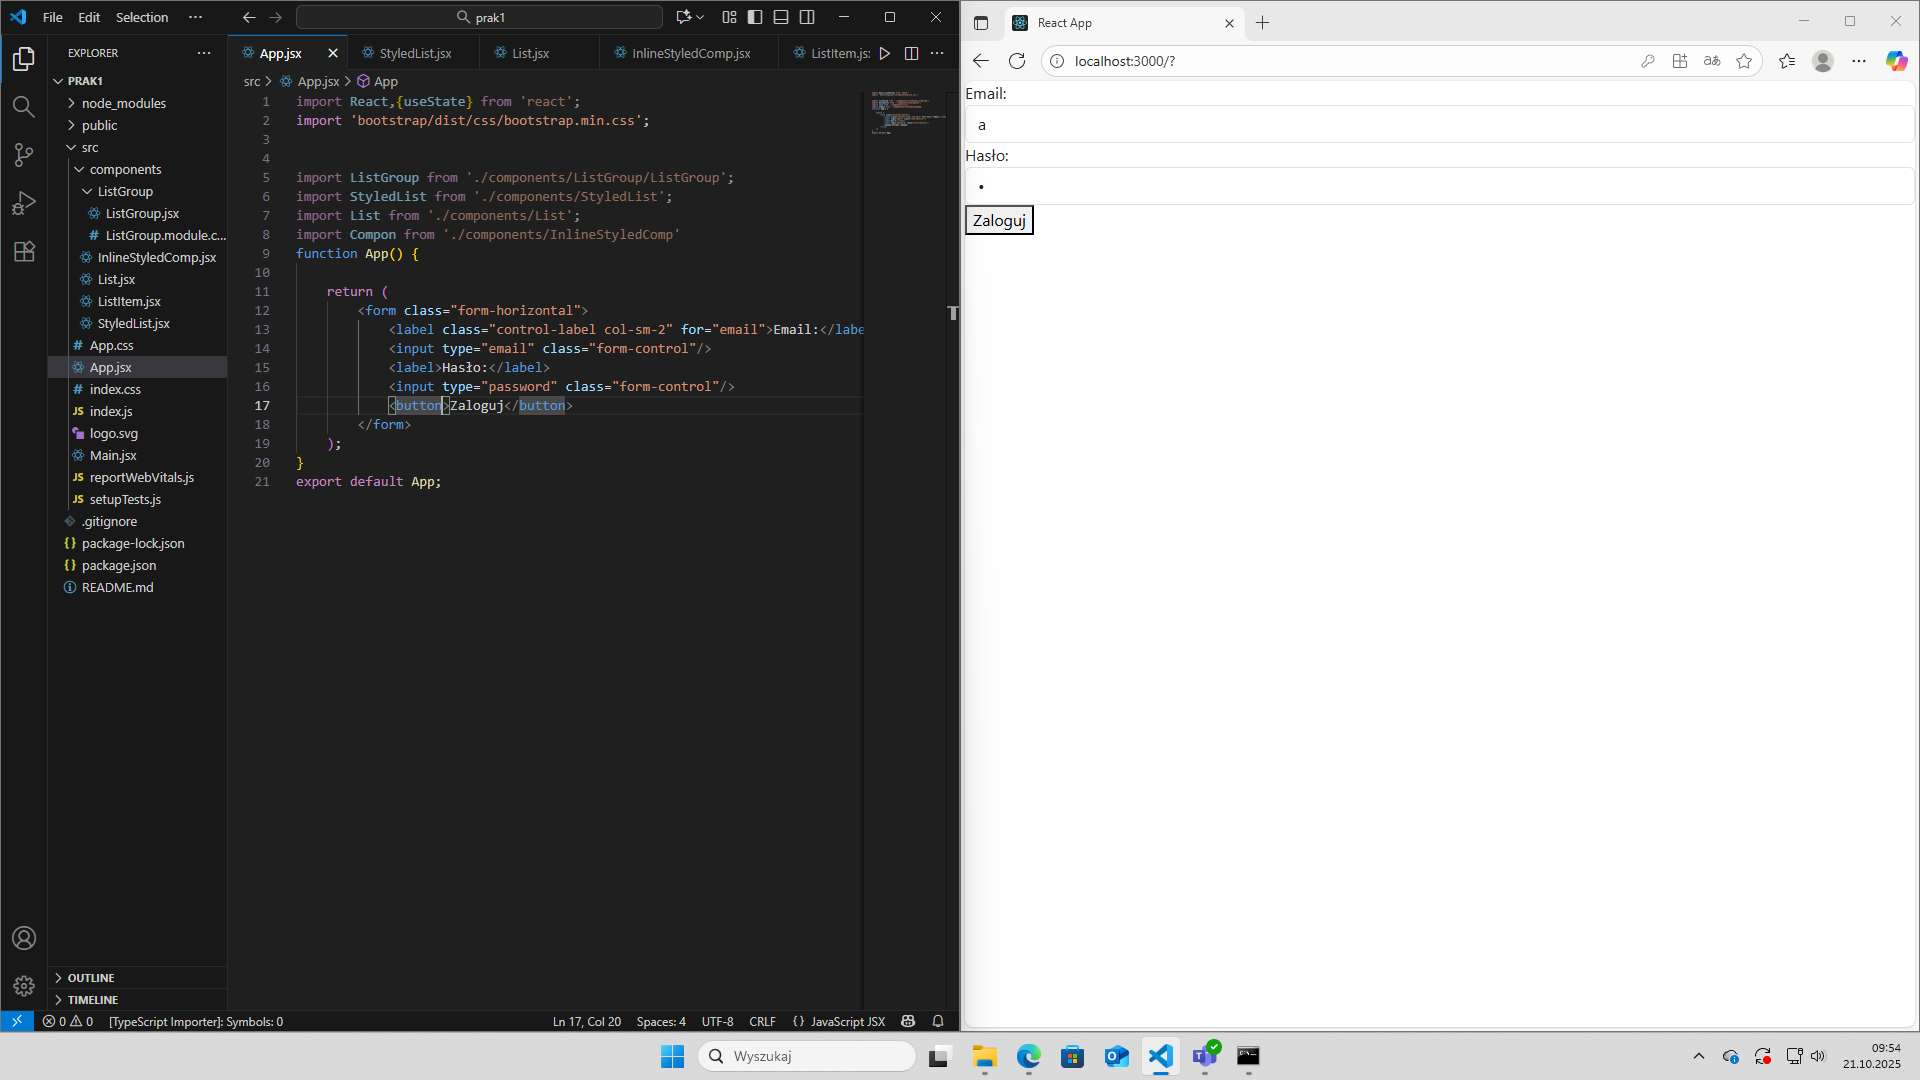 File Edit Selection ··· prak1
EXPLORER ···
PRAK1
node_modules
public
src
components
ListGroup
ListGroup.jsx
ListGroup.module.c...
InlineStyledComp.jsx
List.jsx
ListItem.jsx
StyledList.jsx
App.css
App.jsx
index.css
index.js
logo.svg
Main.jsx
reportWebVitals.js
setupTests.js
.gitignore
package-lock.json
package.json
README.md
OUTLINE
TIMELINE
App.jsx StyledList.jsx List.jsx InlineStyledComp.jsx ListItem.js
src > App.jsx > App
1 import React,{useState} from 'react';
2 import 'bootstrap/dist/css/bootstrap.min.css';
3
4
5 import ListGroup from './components/ListGroup/ListGroup';
6 import StyledList from './components/StyledList';
7 import List from './components/List';
8 import Compon from './components/InlineStyledComp'
9 function App() {
10
11 return (
12 <form class="form-horizontal">
13 <label class="control-label col-sm-2" for="email">Email:</labe
14 <input type="email" class="form-control"/>
15 <label>Hasło:</label>
16 <input type="password" class="form-control"/>
17 <button>Zaloguj</button>
18 </form>
19 );
20 }
21 export default App;
0 0 [TypeScript Importer]: Symbols: 0 Ln 17, Col 20 Spaces: 4 UTF-8 CRLF {} JavaScript JSX
React App
localhost:3000/?
Email:
a
Hasło:
•
Zaloguj
Wyszukaj
09:54
21.10.2025